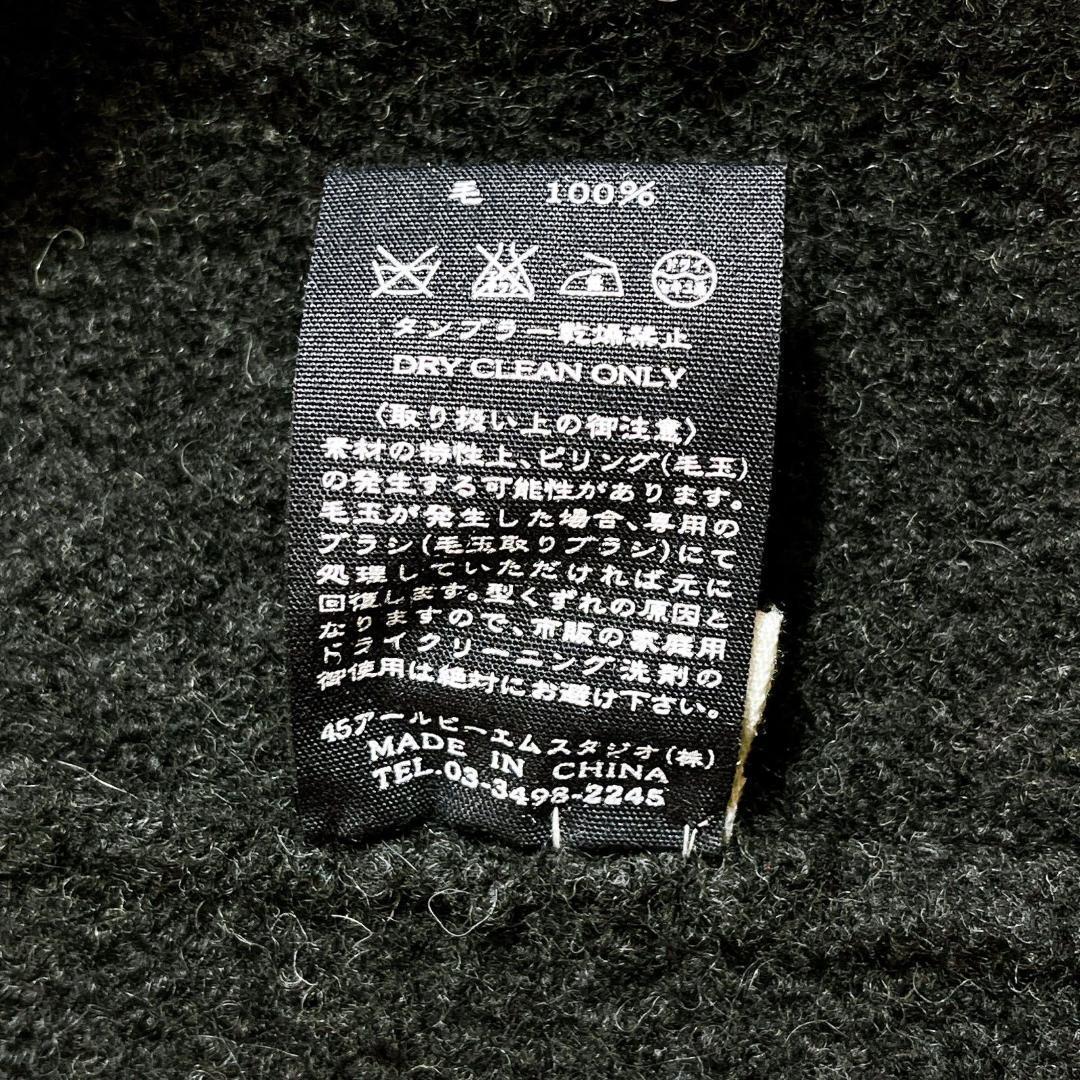 毛 100%
タンブラー乾燥禁止
DRY CLEAN ONLY
〈取り扱い上の御注意〉
素材の特性上、ピリング(毛玉)
の発生する可能性があります。
毛玉が発生した場合、専用の
ブラシ(毛玉取りブラシ)にて
処理していただければ元に
回復します。型くずれの原因と
なりますので、市販の家庭用
ドライクリーニング洗剤の
御使用は絶対にお避け下さい。
45アールピーエムスタジオ(株)
MADE IN CHINA
TEL.03-3498-2245